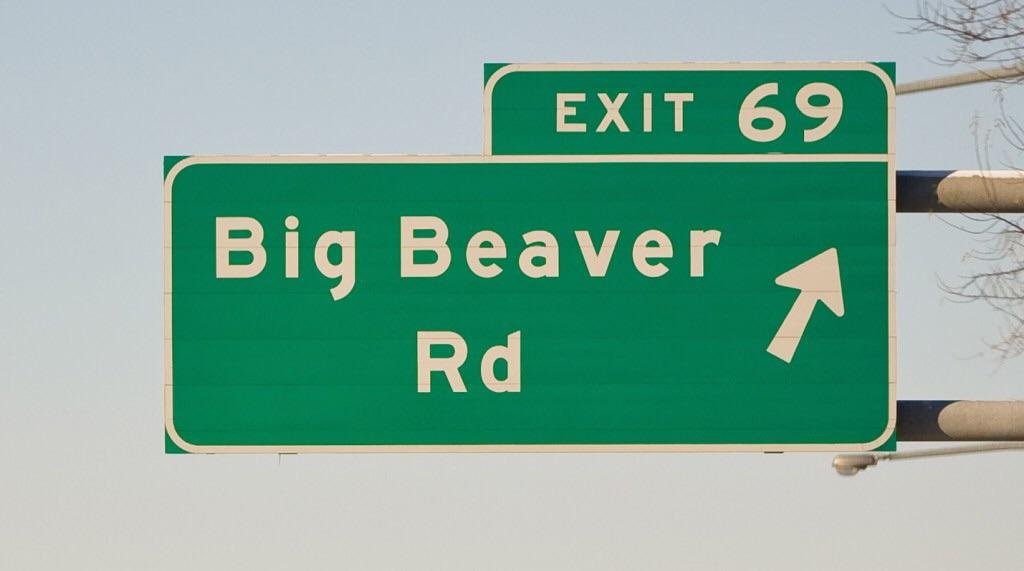 EXIT 69
Big Beaver
Rd